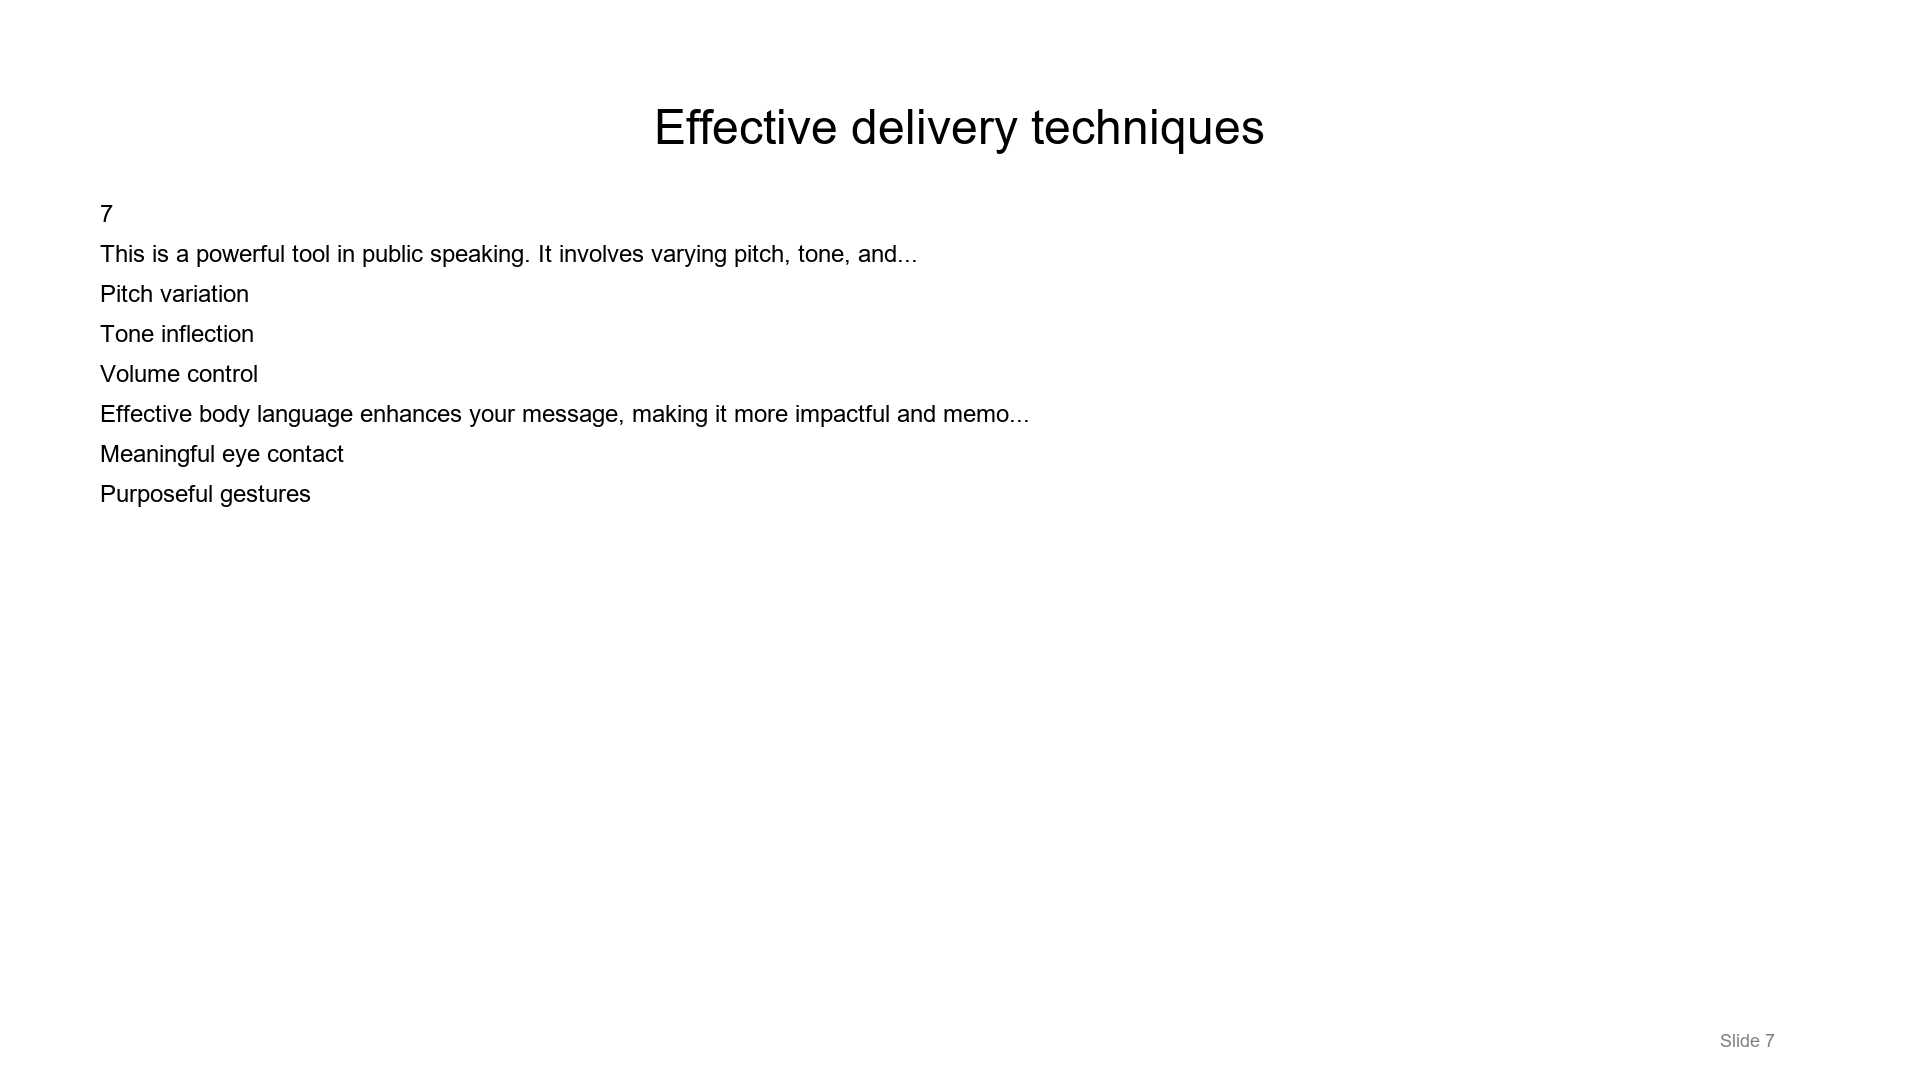 Effective delivery techniques
7
This is a powerful tool in public speaking. It involves varying pitch, tone, and...
Pitch variation
Tone inflection
Volume control
Effective body language enhances your message, making it more impactful and memo...
Meaningful eye contact
Purposeful gestures
Slide 7